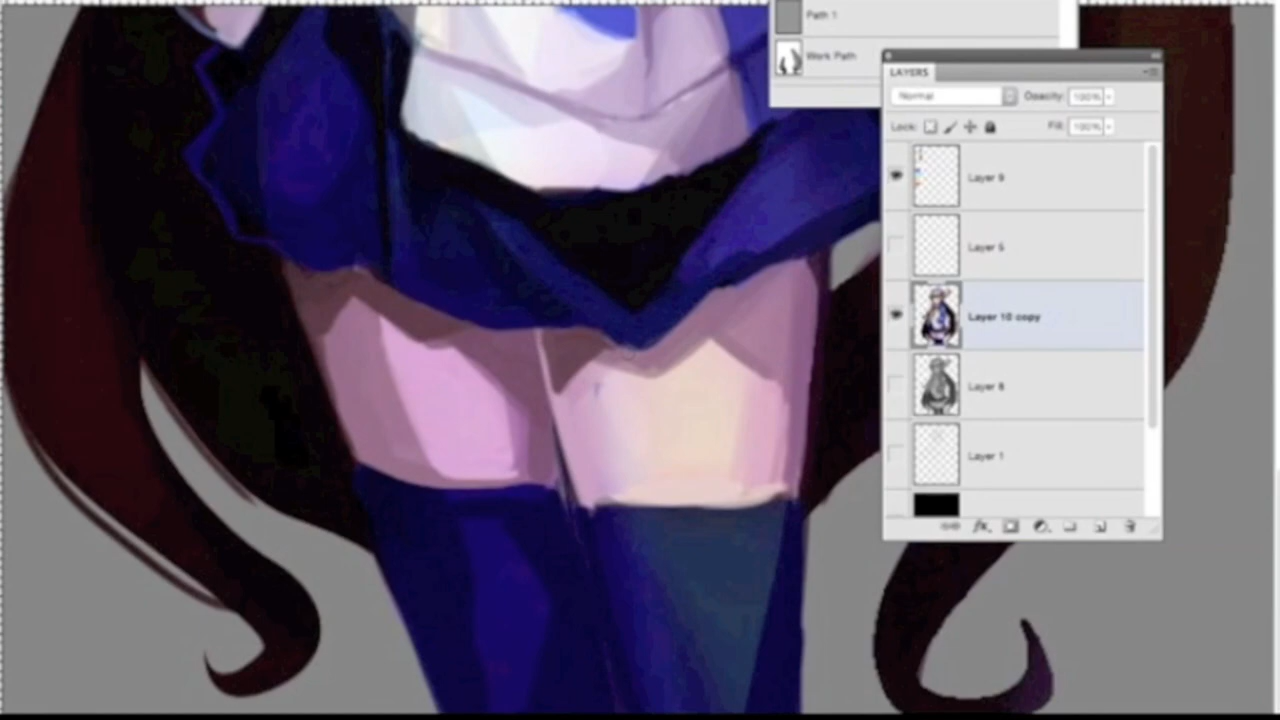 Path 1
Work Path
LAYERS
Normal
Opacity: 100%
Lock:
Fill: 100%
Layer 9
Layer 5
Layer 10 copy
Layer 8
Layer 1
fx